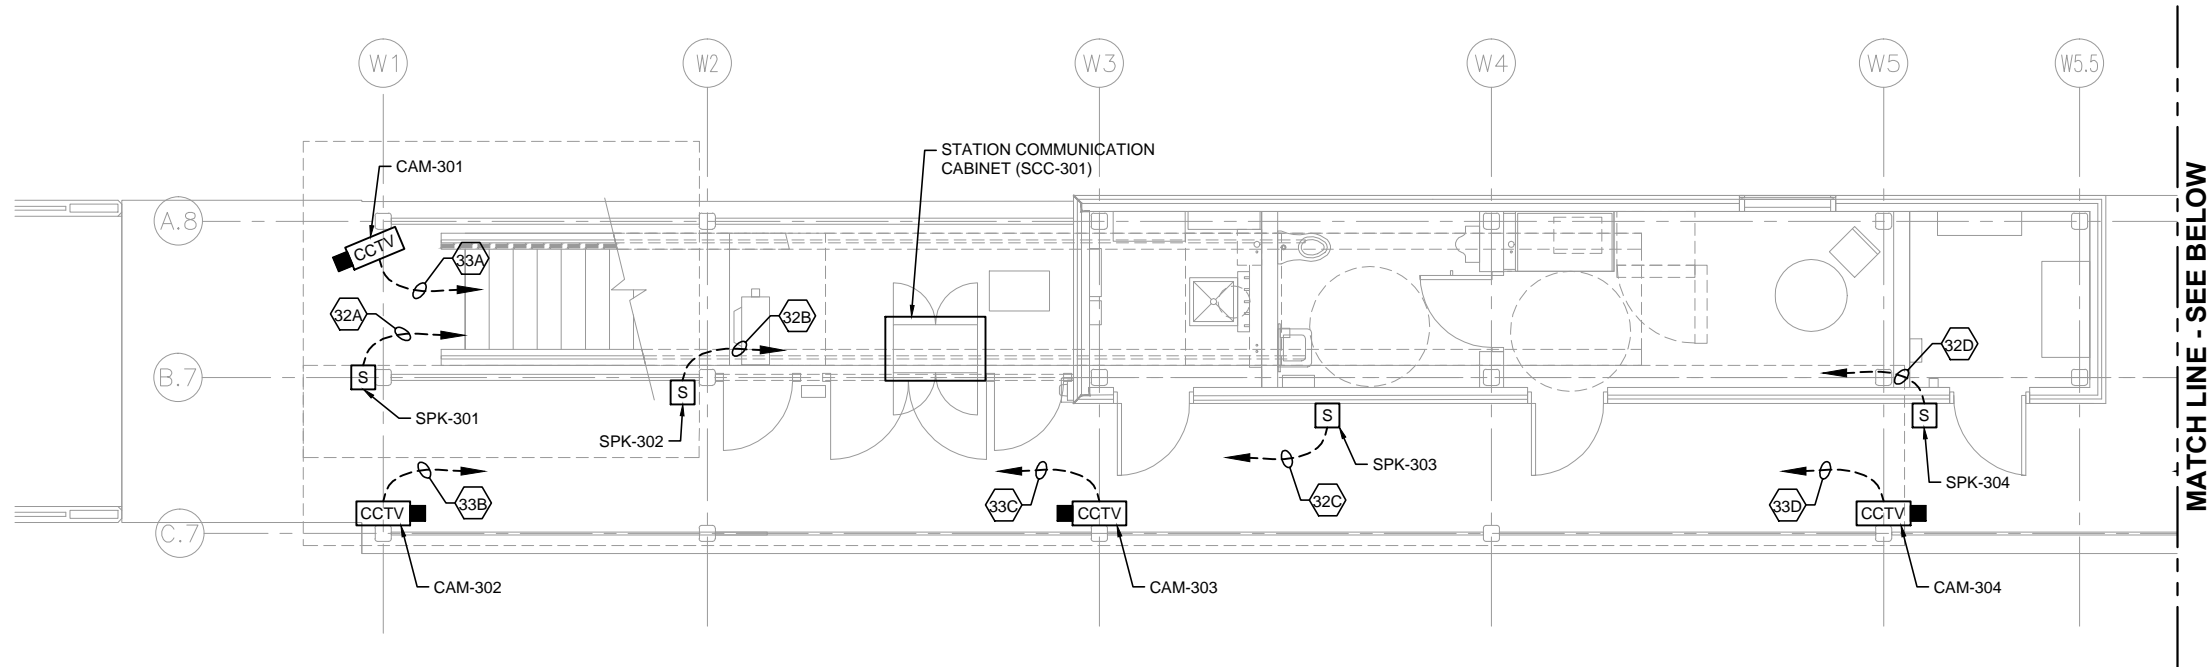 W1
W2
W3
W4
W5
W5.5
STATION COMMUNICATION
CABINET (SCC-301)
CAM-301
A.8
CCTV
33A
32A
32B
32D
B.7
S
S
S
S
SPK-301
SPK-302
SPK-303
SPK-304
33B
33C
32C
33D
CCTV
CCTV
CCTV
C.7
CAM-302
CAM-303
CAM-304
MATCH LINE - SEE BELOW